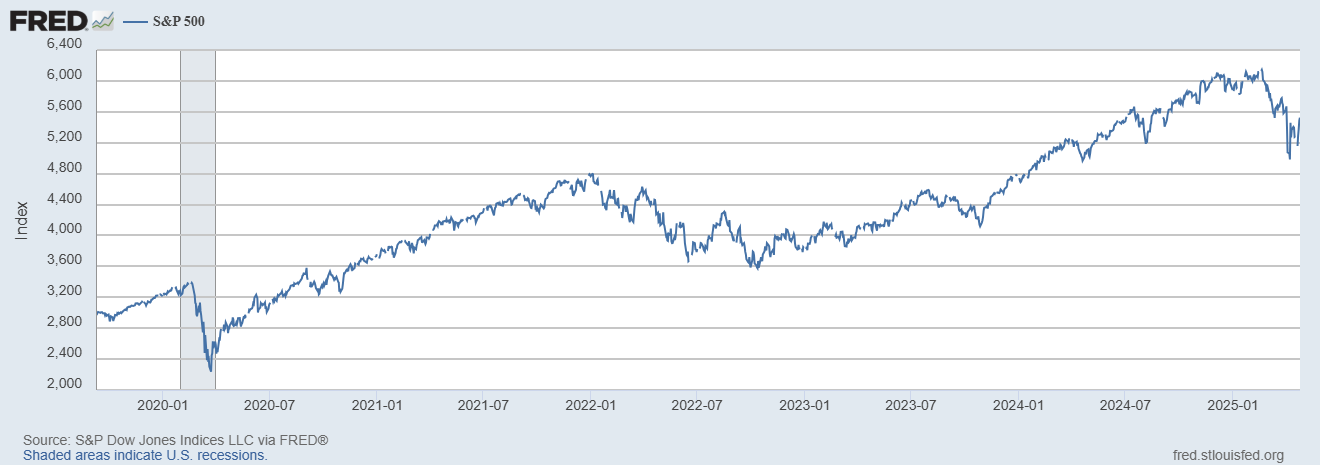 FRED S&P 500
6,400
6,000
5,600
5,200
4,800
4,400
4,000
3,600
3,200
2,800
2,400
2,000
Index
2020-01 2020-07 2021-01 2021-07 2022-01 2022-07 2023-01 2023-07 2024-01 2024-07 2025-01
Source: S&P Dow Jones Indices LLC via FRED®
Shaded areas indicate U.S. recessions. fred.stlouisfed.org